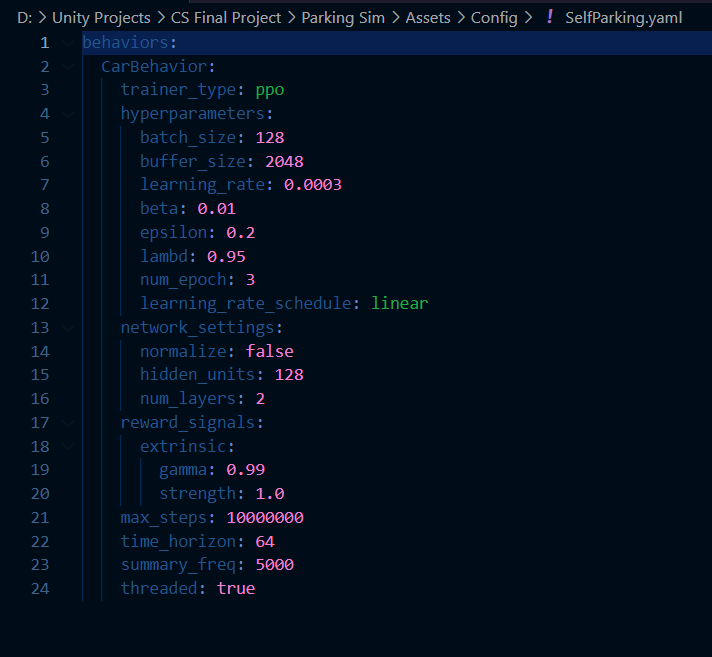 D: > Unity Projects > CS Final Project > Parking Sim > Assets > Config > ! SelfParking.yaml
1 behaviors:
2 CarBehavior:
3 trainer_type: ppo
4 hyperparameters:
5 batch_size: 128
6 buffer_size: 2048
7 learning_rate: 0.0003
8 beta: 0.01
9 epsilon: 0.2
10 lambd: 0.95
11 num_epoch: 3
12 learning_rate_schedule: linear
13 network_settings:
14 normalize: false
15 hidden_units: 128
16 num_layers: 2
17 reward_signals:
18 extrinsic:
19 gamma: 0.99
20 strength: 1.0
21 max_steps: 10000000
22 time_horizon: 64
23 summary_freq: 5000
24 threaded: true